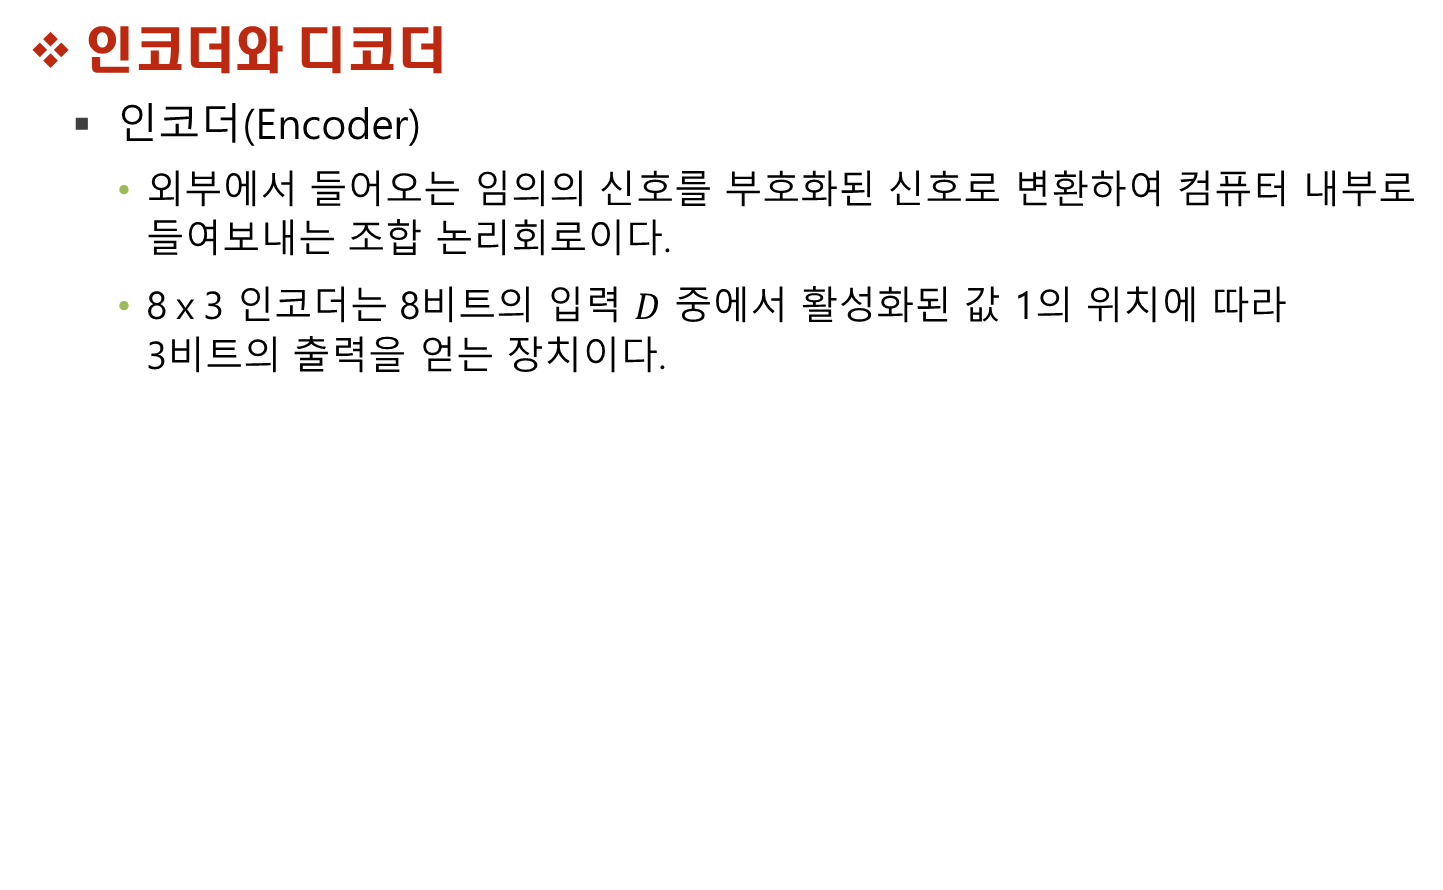 ❖ 인코더와 디코더
▪ 인코더(Encoder)
• 외부에서 들어오는 임의의 신호를 부호화된 신호로 변환하여 컴퓨터 내부로
들여보내는 조합 논리회로이다.
• 8 x 3 인코더는 8비트의 입력 D 중에서 활성화된 값 1의 위치에 따라
3비트의 출력을 얻는 장치이다.